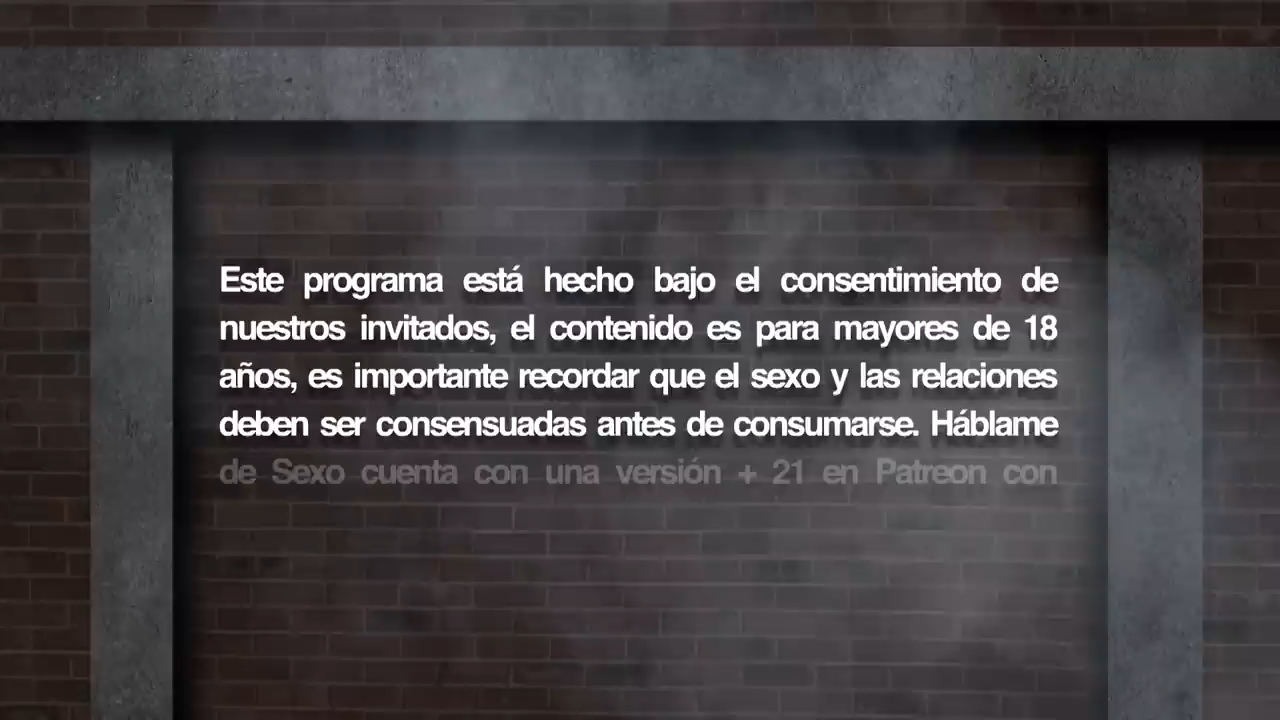 Este programa está hecho bajo el consentimiento de
nuestros invitados, el contenido es para mayores de 18
años, es importante recordar que el sexo y las relaciones
deben ser consensuadas antes de consumarse. Háblame
de Sexo cuenta con una versión + 21 en Patreon con